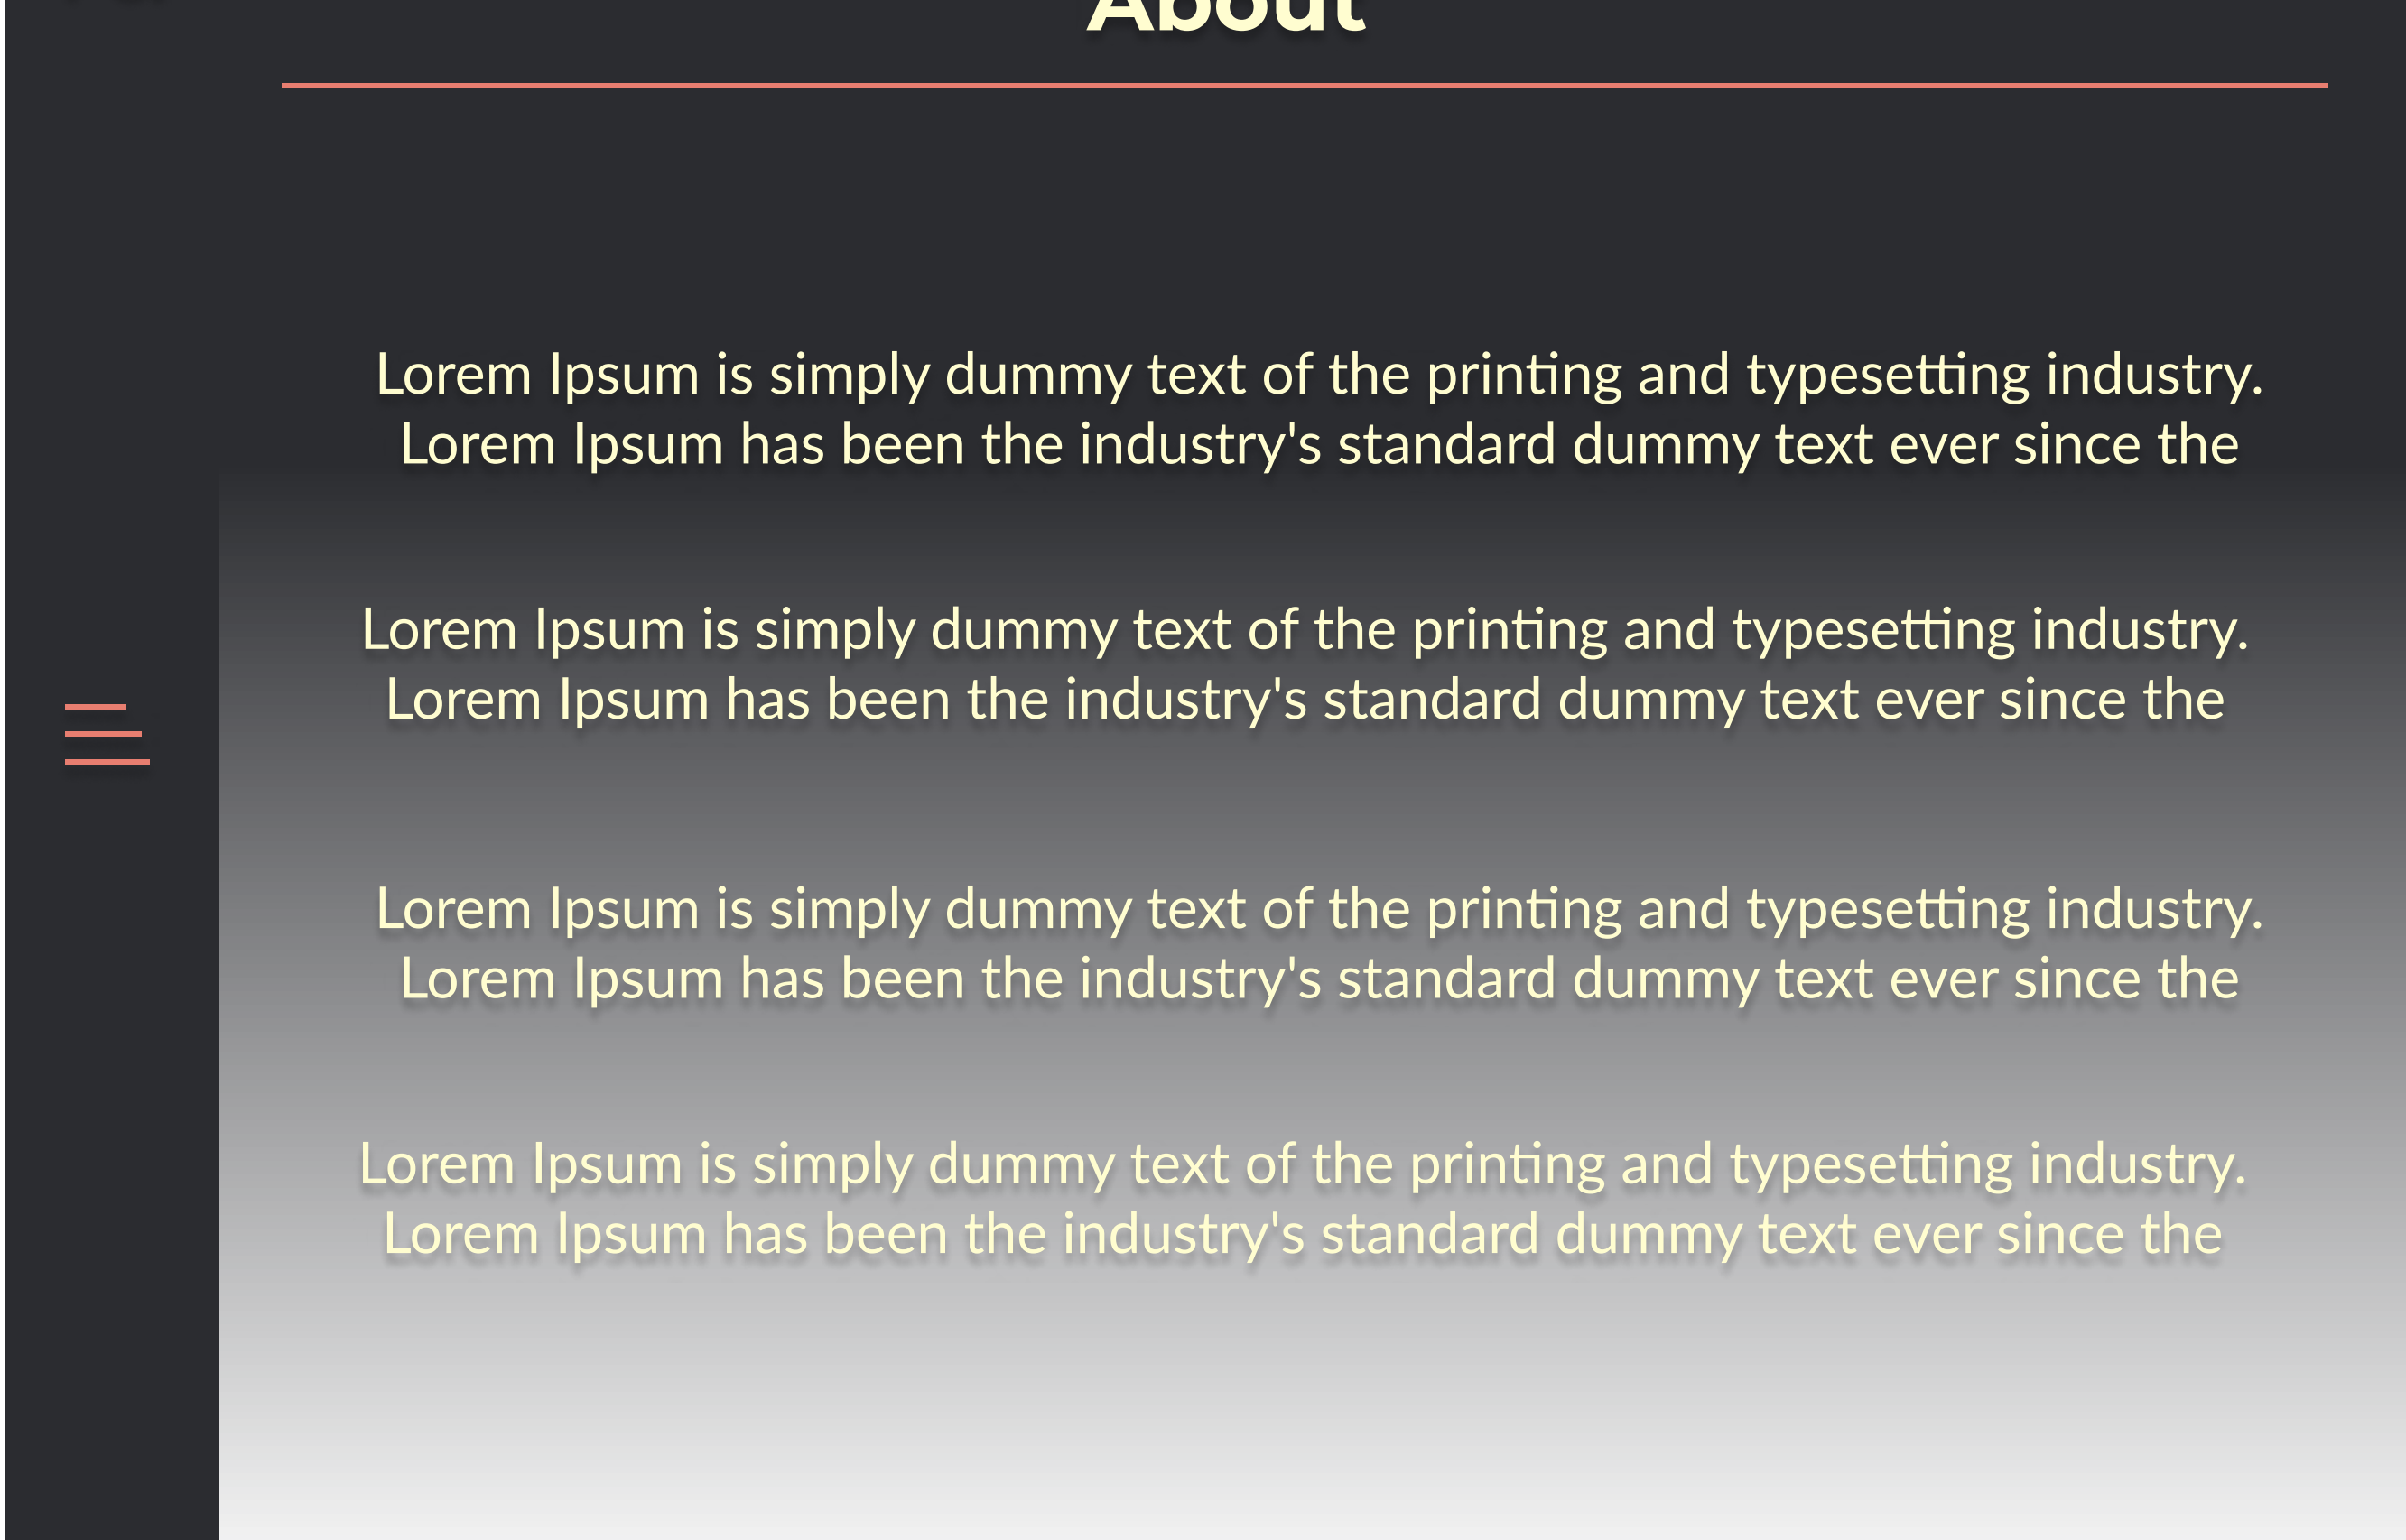 About
Lorem Ipsum is simply dummy text of the printing and typesetting industry.
Lorem Ipsum has been the industry's standard dummy text ever since the
Lorem Ipsum is simply dummy text of the printing and typesetting industry.
Lorem Ipsum has been the industry's standard dummy text ever since the
Lorem Ipsum is simply dummy text of the printing and typesetting industry.
Lorem Ipsum has been the industry's standard dummy text ever since the
Lorem Ipsum is simply dummy text of the printing and typesetting industry.
Lorem Ipsum has been the industry's standard dummy text ever since the